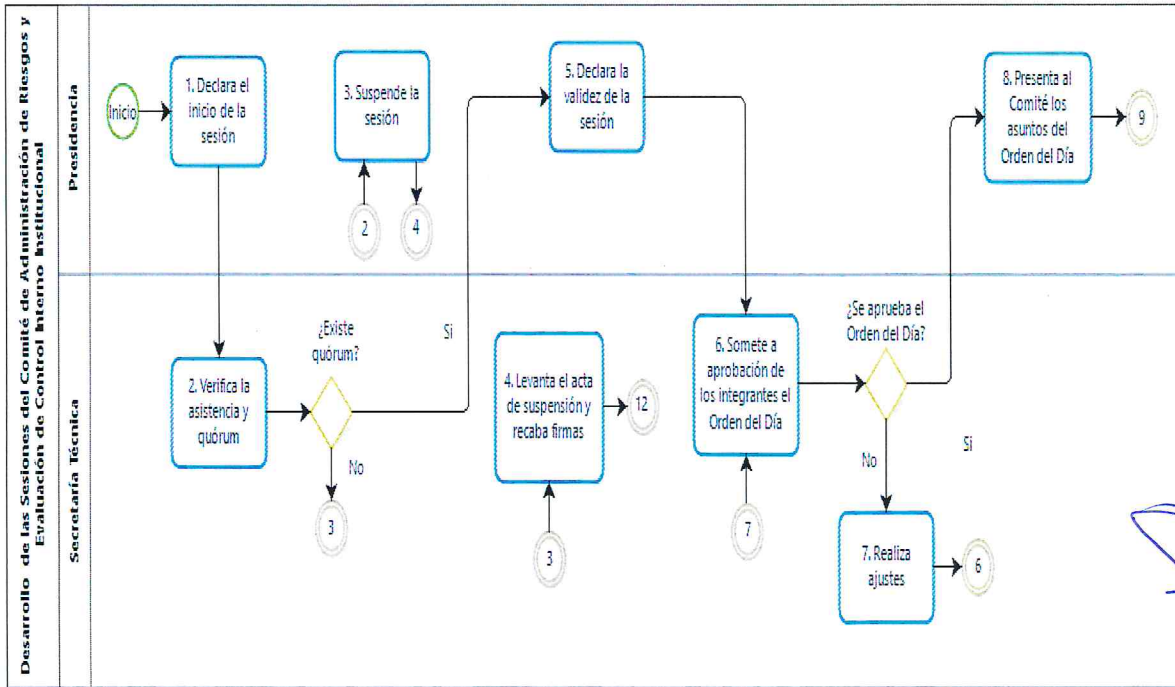 Desarrollo de las Sesiones del Comité de Administración de Riesgos y
Evaluación de Control Interno Institucional
Presidencia
Inicio
1. Declara el
inicio de la
sesión
3. Suspende la
sesión
2
4
5. Declara la
validez de la
sesión
8. Presenta al
Comité los
asuntos del
Orden del Día
9
Secretaría Técnica
2. Verifica la
asistencia y
quórum
¿Existe
quórum?
Si
No
3
4. Levanta el acta
de suspensión y
recaba firmas
12
3
6. Somete a
aprobación de
los integrantes el
Orden del Día
7
¿Se aprueba el
Orden del Día?
Si
No
7. Realiza
ajustes
6